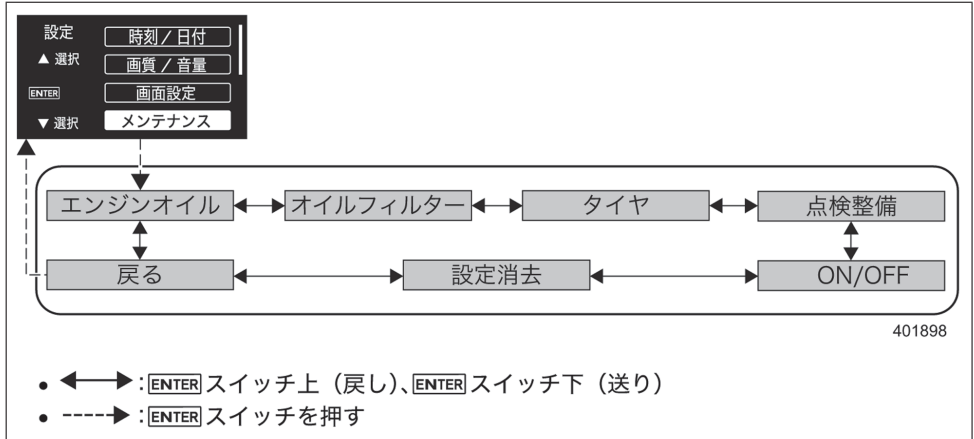 設定
時刻/日付
▲ 選択
画質/音量
ENTER
画面設定
▼ 選択
メンテナンス
エンジンオイル
オイルフィルター
タイヤ
点検整備
戻る
設定消去
ON/OFF
401898
• ◀──▶:ENTERスイッチ上(戻し)、ENTERスイッチ下(送り)
• ----▶:ENTERスイッチを押す